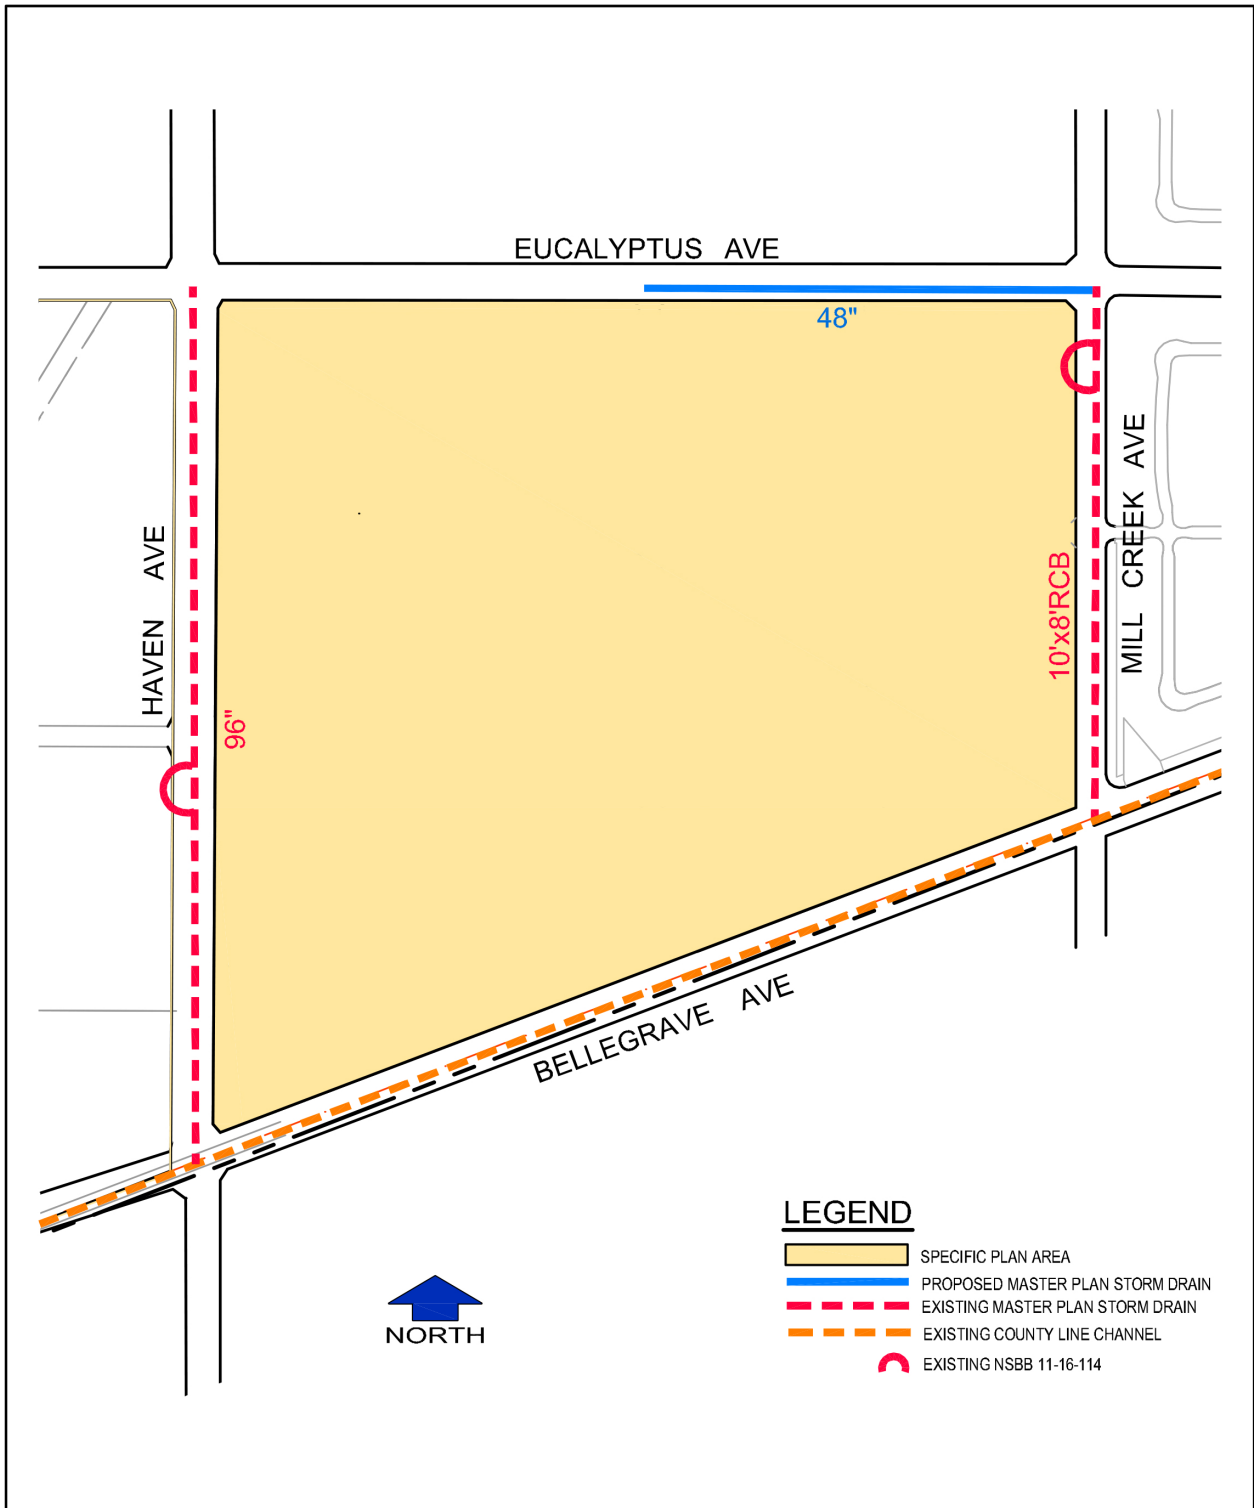 EUCALYPTUS AVE
48"
HAVEN AVE
96"
10'x8'RCB
MILL CREEK AVE
BELLEGRAVE AVE
NORTH
LEGEND
SPECIFIC PLAN AREA
PROPOSED MASTER PLAN STORM DRAIN
EXISTING MASTER PLAN STORM DRAIN
EXISTING COUNTY LINE CHANNEL
EXISTING NSBB 11-16-114